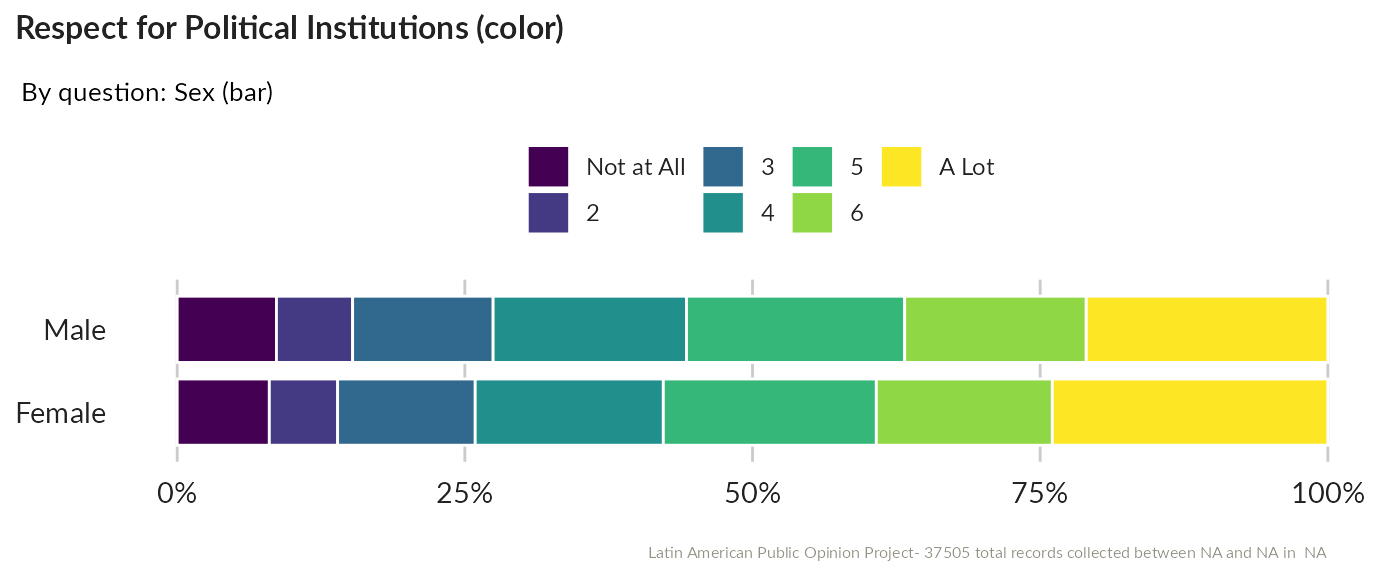 Respect for Political Institutions (color)
By question: Sex (bar)
Not at All 3 5 A Lot
2 4 6
Male
Female
0% 25% 50% 75% 100%
Latin American Public Opinion Project- 37505 total records collected between NA and NA in  NA